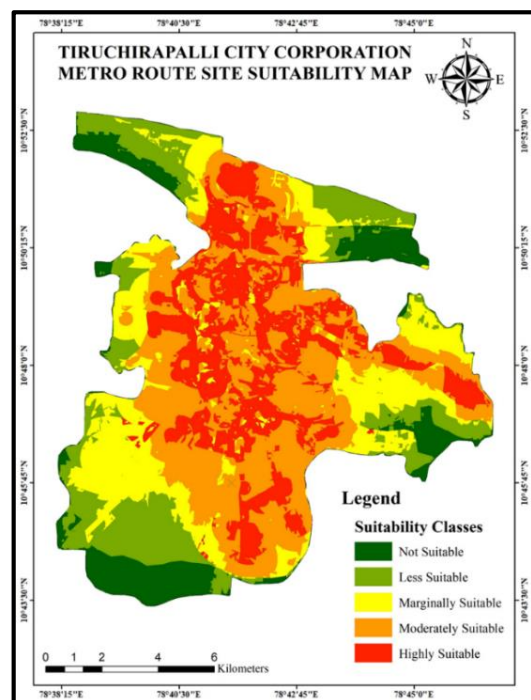 78°38'15"E 78°40'30"E 78°42'45"E 78°45'0"E
TIRUCHIRAPALLI CITY CORPORATION
METRO ROUTE SITE SUITABILITY MAP
N
W E
S
10°52'30"N 10°52'30"N
10°50'15"N 10°50'15"N
10°48'0"N 10°48'0"N
10°45'45"N 10°45'45"N
10°43'30"N 10°43'30"N
Legend
Suitability Classes
Not Suitable
Less Suitable
Marginally Suitable
Moderately Suitable
Highly Suitable
0 1 2 4 6
Kilometers
78°38'15"E 78°40'30"E 78°42'45"E 78°45'0"E